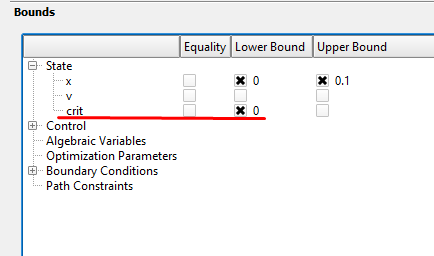 Bounds
Equality Lower Bound Upper Bound
State
x 0 0.1
v
crit 0
Control
Algebraic Variables
Optimization Parameters
Boundary Conditions
Path Constraints